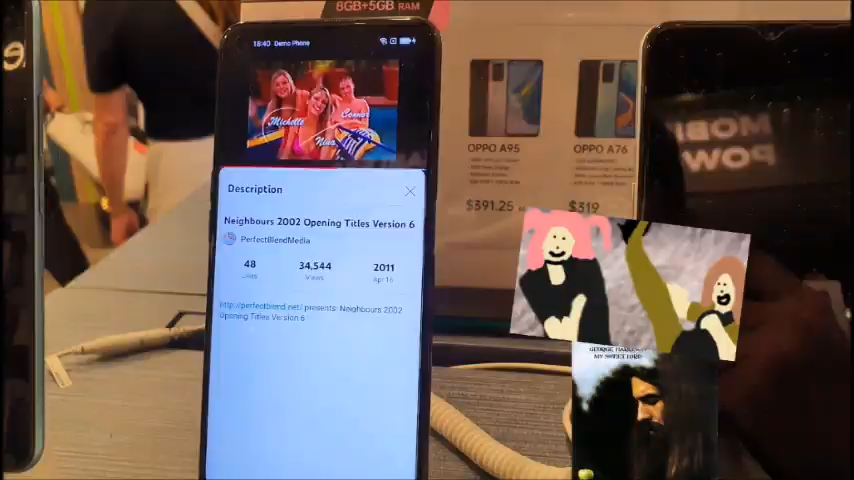 8GB+5GB RAM
18:40 Demo Phone
Michelle
Connor
Nina
Description
Neighbours 2002 Opening Titles Version 6
PerfectBlendMedia
48
34,544
2011
Likes
Views
Apr 16
http://perfectblend.net/ presents: Neighbours 2002
Opening Titles Version 6
OPPO A95
OPPO A76
$391.25
$319
MOBI
POW
GEORGE HARRISON
MY SWEET LORD